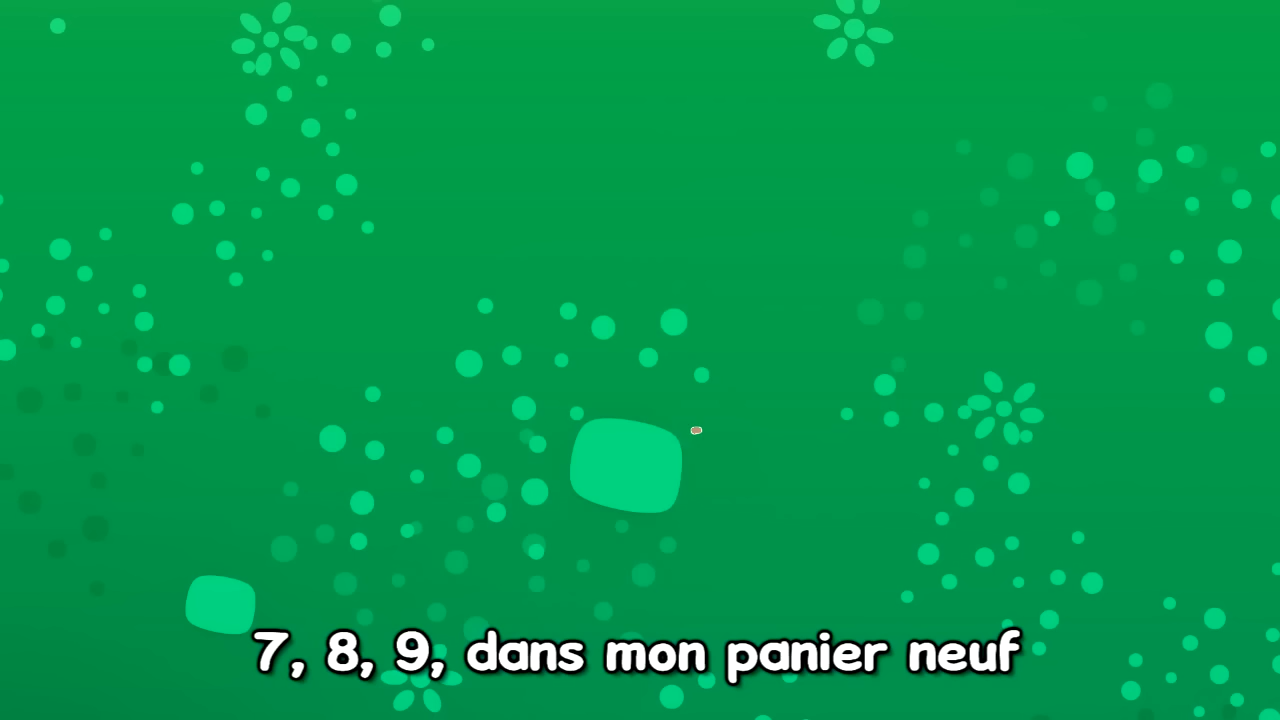 7, 8, 9, dans mon panier neuf